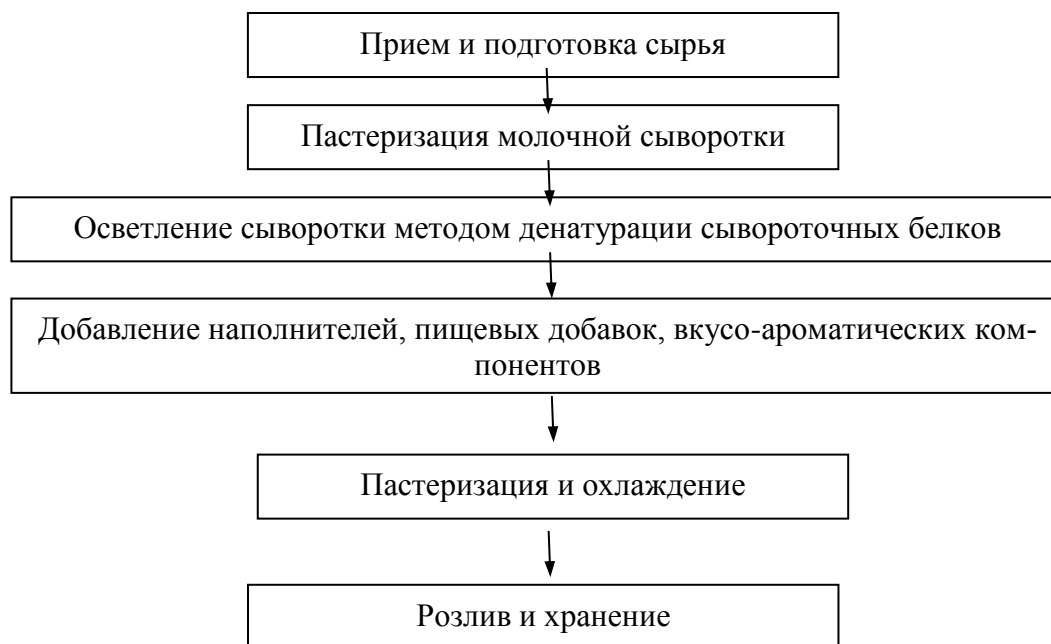 Прием и подготовка сырья
Пастеризация молочной сыворотки
Осветление сыворотки методом денатурации сывороточных белков
Добавление наполнителей, пищевых добавок, вкусо-ароматических ком-
понентов
Пастеризация и охлаждение
Розлив и хранение